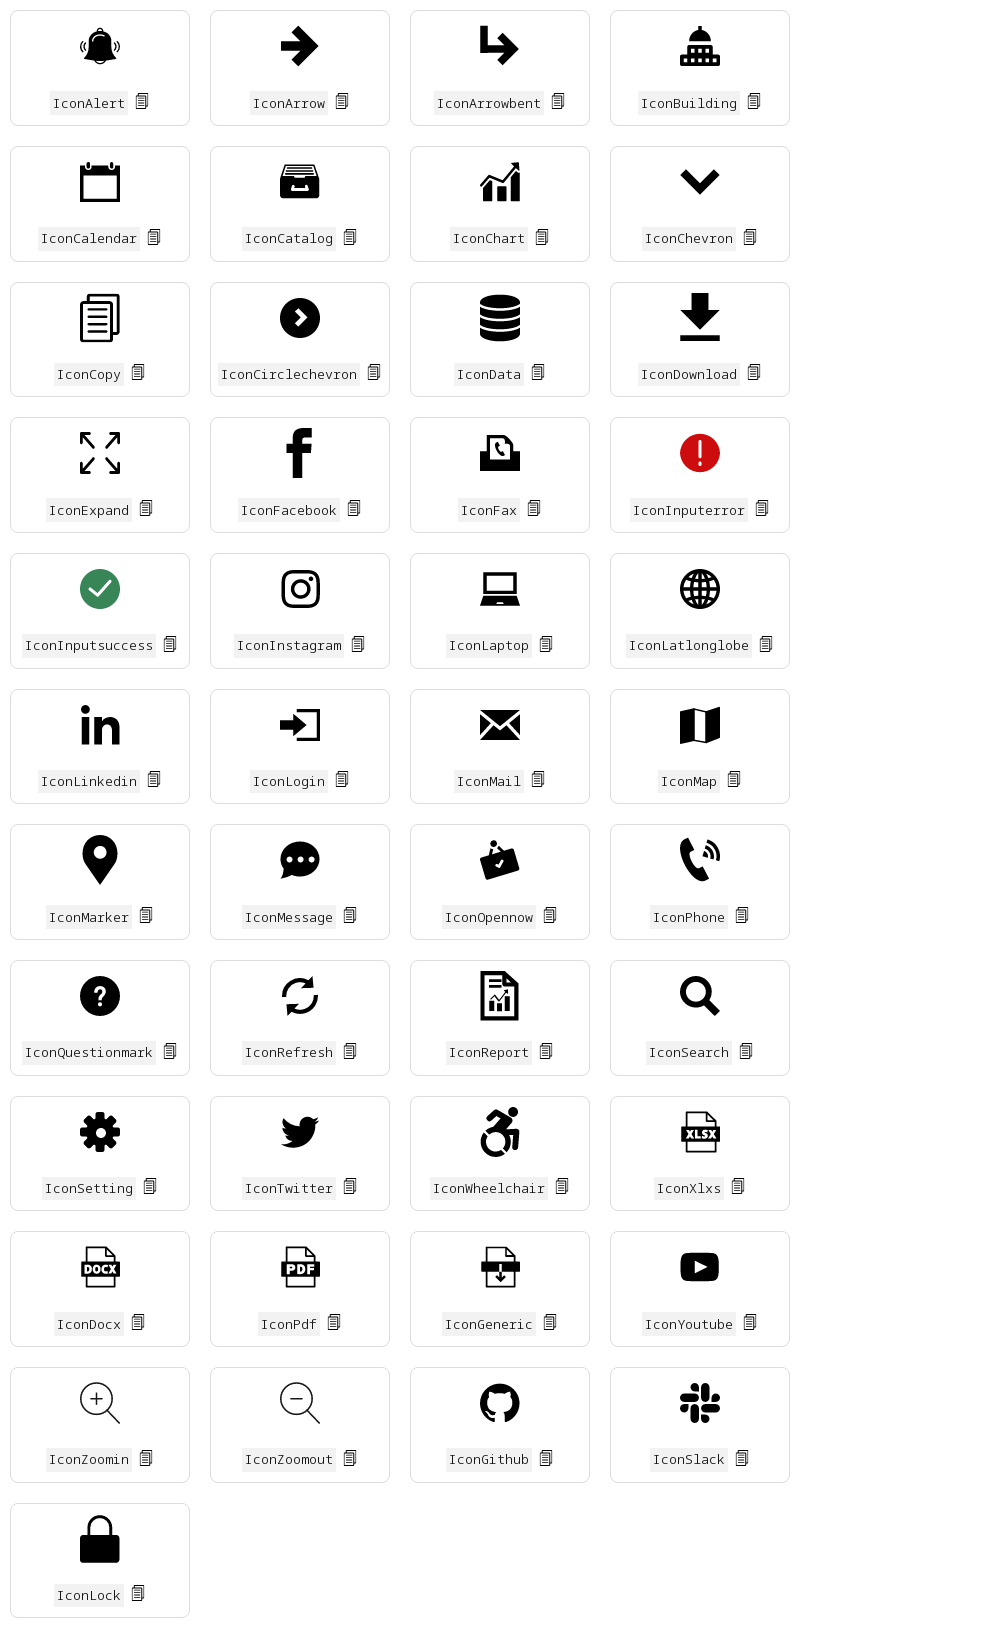 IconAlert
IconArrow
IconArrowbent
IconBuilding
IconCalendar
IconCatalog
IconChart
IconChevron
IconCopy
IconCirclechevron
IconData
IconDownload
IconExpand
IconFacebook
IconFax
IconInputerror
IconInputsuccess
IconInstagram
IconLaptop
IconLatlonglobe
in
IconLinkedin
IconLogin
IconMail
IconMap
IconMarker
IconMessage
IconOpennow
IconPhone
?
IconQuestionmark
IconRefresh
IconReport
IconSearch
XLSX
IconSetting
IconTwitter
IconWheelchair
IconXlxs
DOCX
PDF
IconDocx
IconPdf
IconGeneric
IconYoutube
IconZoomin
IconZoomout
IconGithub
IconSlack
IconLock